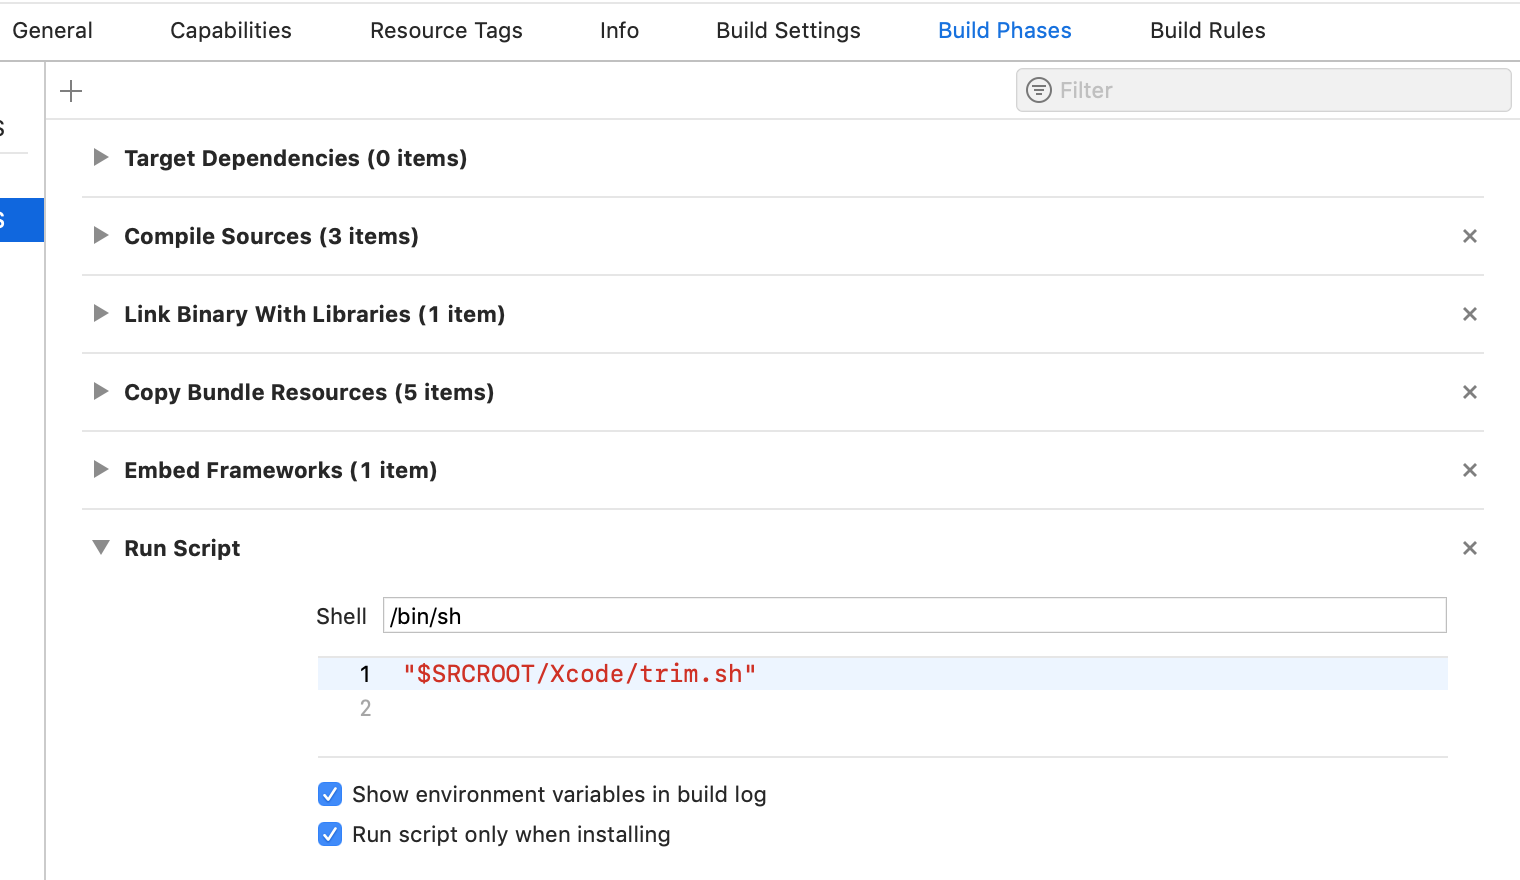 General Capabilities Resource Tags Info Build Settings Build Phases Build Rules
Filter
Target Dependencies (0 items)
Compile Sources (3 items)
Link Binary With Libraries (1 item)
Copy Bundle Resources (5 items)
Embed Frameworks (1 item)
Run Script
Shell /bin/sh
1 "$SRCROOT/Xcode/trim.sh"
2
Show environment variables in build log
Run script only when installing